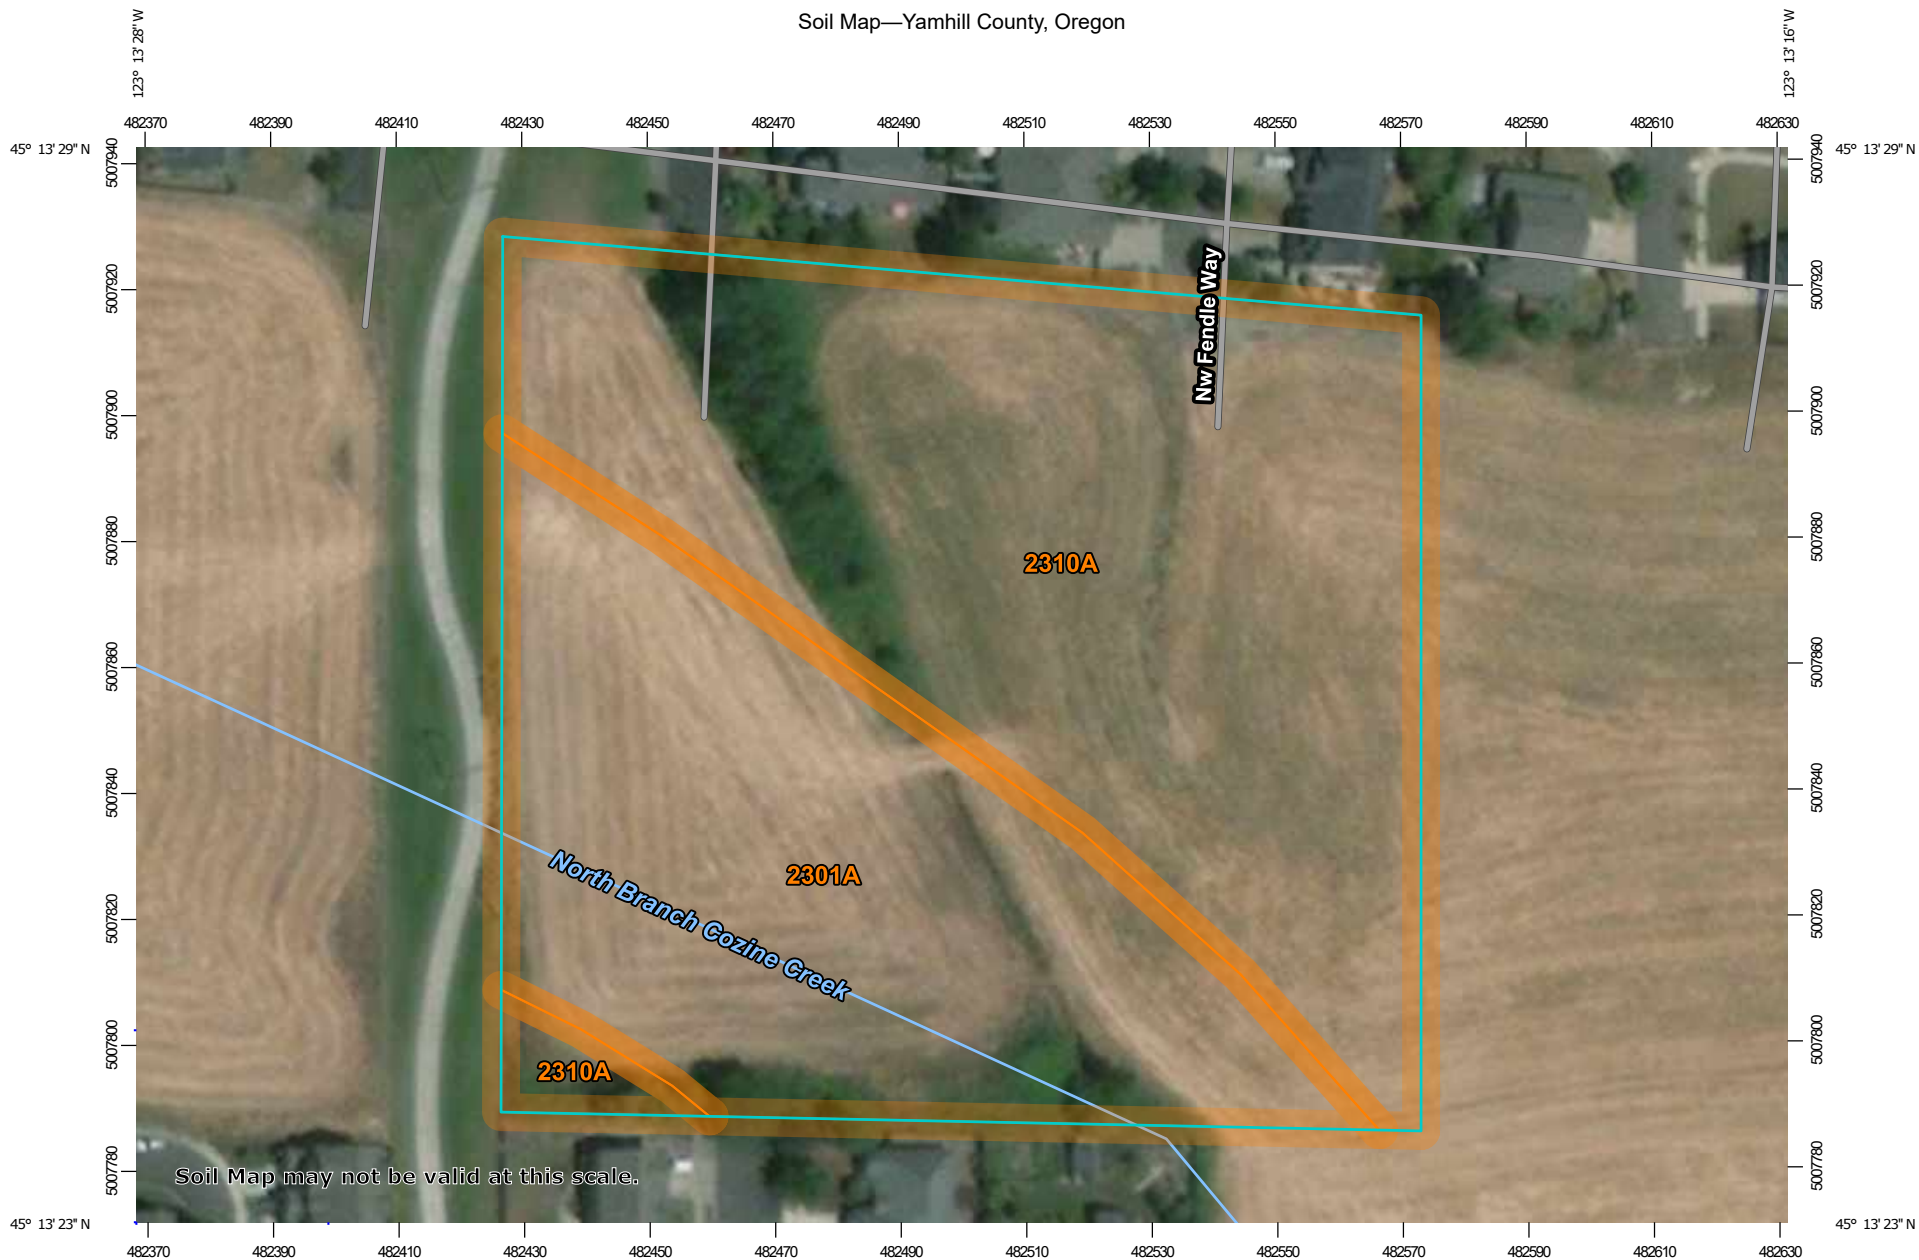 Soil Map—Yamhill County, Oregon
123° 13' 28" W
123° 13' 16" W
482370 482390 482410 482430 482450 482470 482490 482510 482530 482550 482570 482590 482610 482630
45° 13' 29" N
45° 13' 29" N
5007940
5007940
5007920
5007920
Nw Fendle Way
5007900
5007900
5007880
5007880
2310A
5007860
5007860
5007840
5007840
2301A
North Branch Cozine Creek
5007820
5007820
5007800
5007800
2310A
5007780
5007780
Soil Map may not be valid at this scale.
45° 13' 23" N
45° 13' 23" N
482370 482390 482410 482430 482450 482470 482490 482510 482530 482550 482570 482590 482610 482630